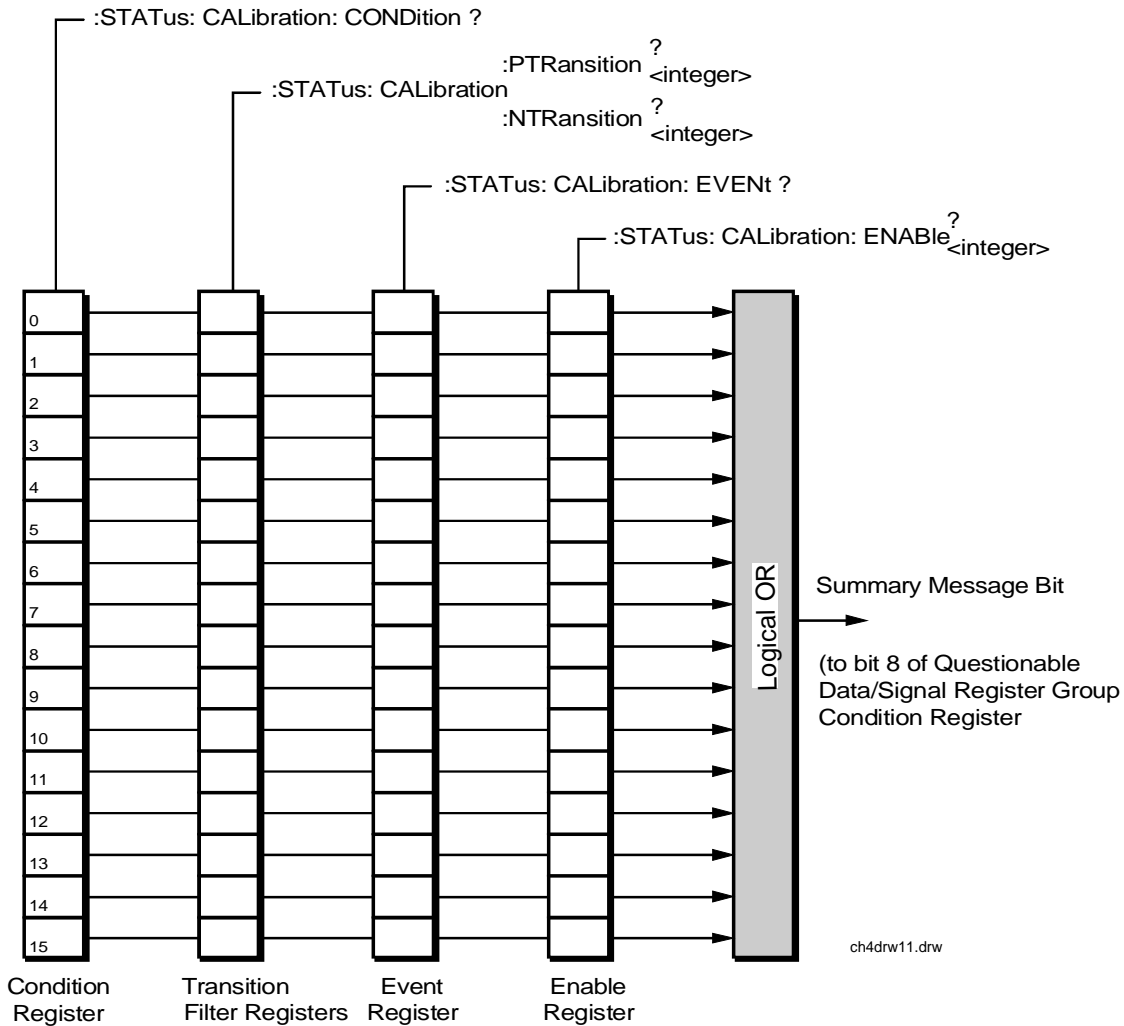 :STATus: CALibration: CONDition ?
?
:PTRansition
<integer>
:STATus: CALibration
?
:NTRansition
<integer>
:STATus: CALibration: EVENt ?
?
:STATus: CALibration: ENABle
<integer>
0
1
2
3
4
5
6
7
8
9
10
11
12
13
14
15
Logical OR
Summary Message Bit
(to bit 8 of Questionable
Data/Signal Register Group
Condition Register
ch4drw11.drw
Condition
Register
Transition
Filter Registers
Event
Register
Enable
Register